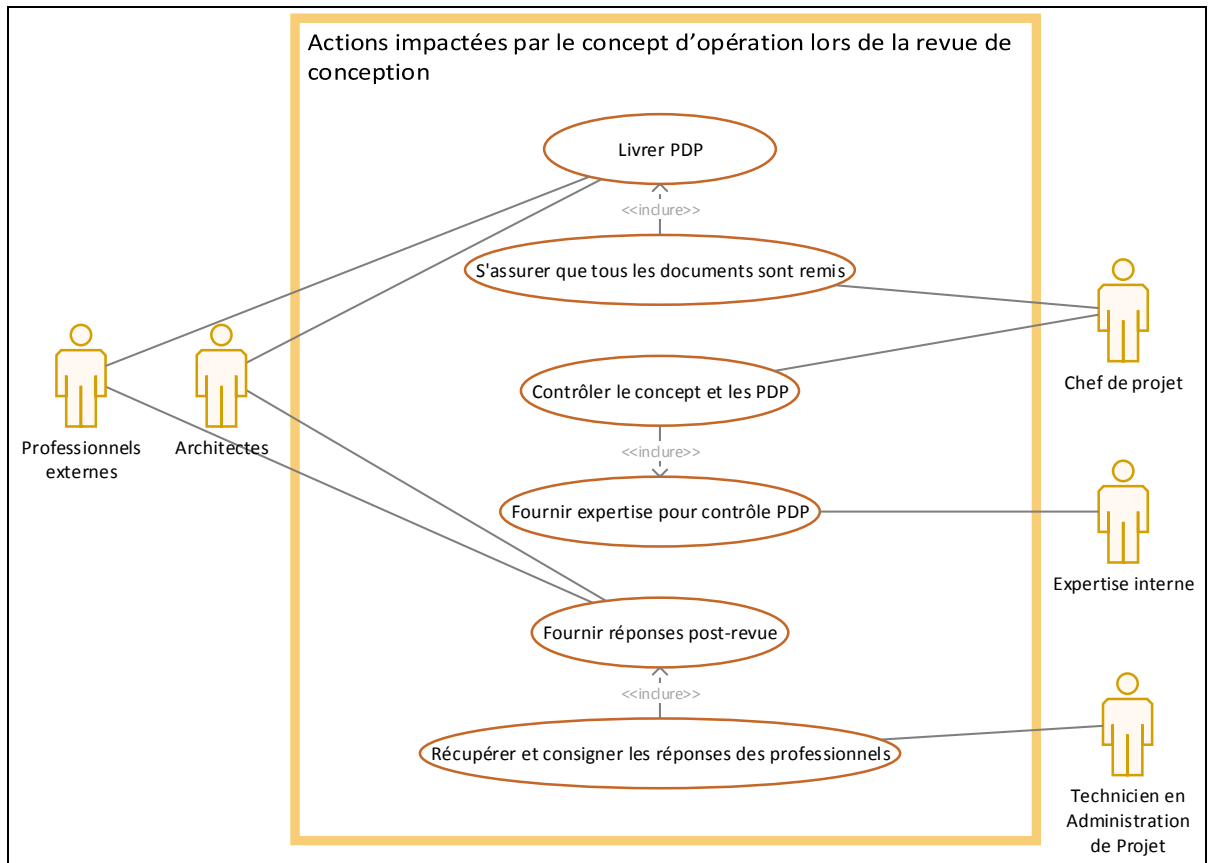 Actions impactées par le concept d’opération lors de la revue de
conception
Livrer PDP
<<inclure>>
S'assurer que tous les documents sont remis
Chef de projet
Contrôler le concept et les PDP
Professionnels
externes
Architectes
<<inclure>>
Fournir expertise pour contrôle PDP
Expertise interne
Fournir réponses post-revue
<<inclure>>
Récupérer et consigner les réponses des professionnels
Technicien en
Administration
de Projet